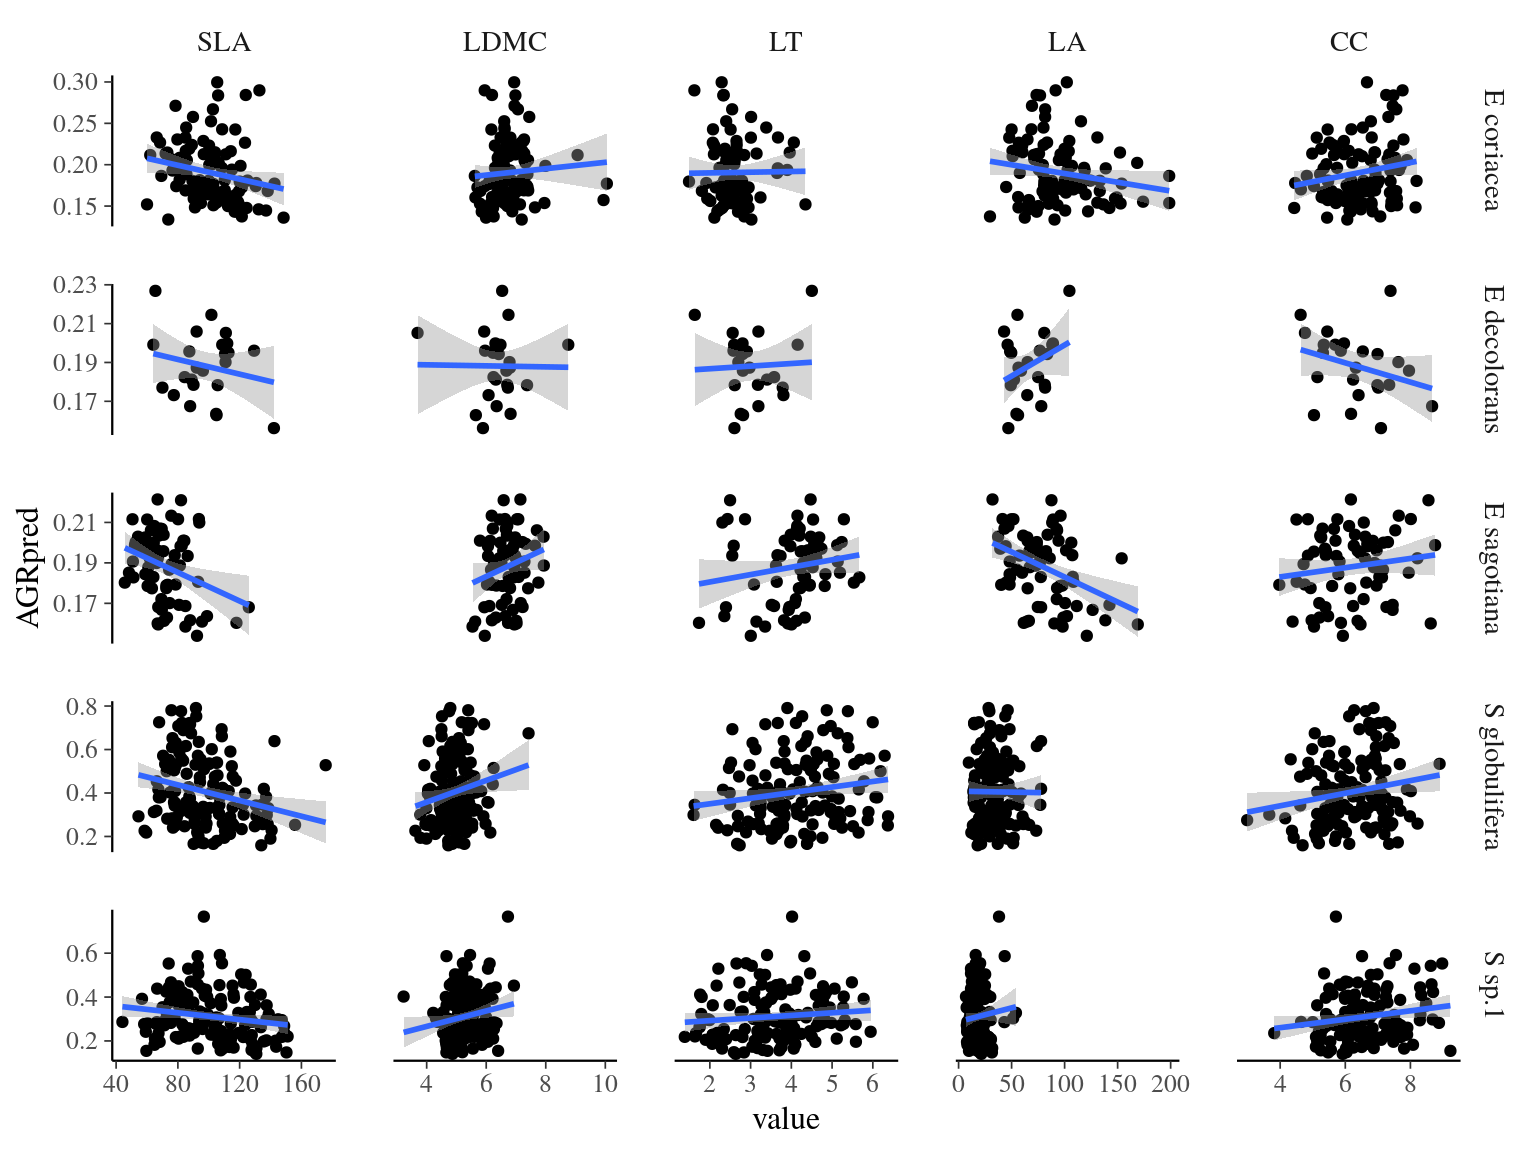 SLA LDMC LT LA CC
0.30
0.25
0.20
0.15
E coriacea
0.23
0.21
0.19
0.17
E decolorans
AGRpred
0.21
0.19
0.17
E sagotiana
0.8
0.6
0.4
0.2
S globulifera
0.6
0.4
0.2
S sp.1
40 80 120 160 4 6 8 10 2 3 4 5 6 0 50 100 150 200 4 6 8
value